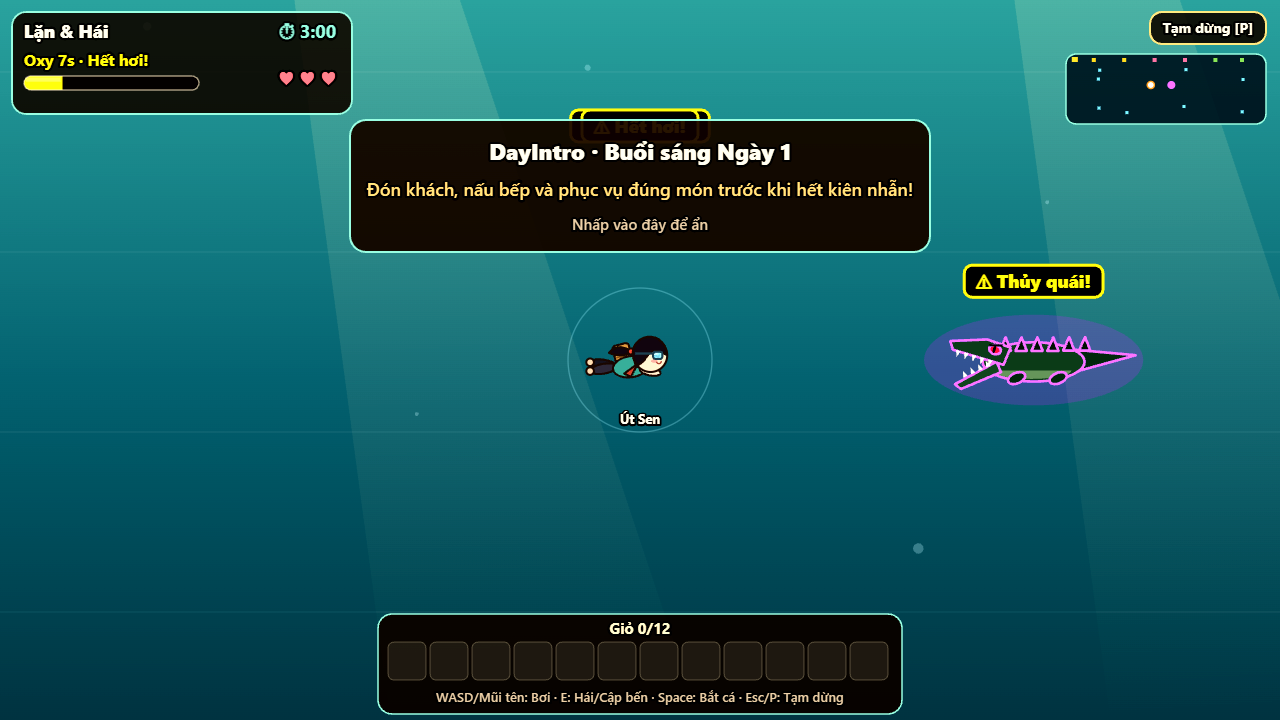 Lặn & Hái
⏱ 3:00
Oxy 7s · Hết hơi!
Tạm dừng [P]
⚠ Hết hơi!
DayIntro · Buổi sáng Ngày 1
Đón khách, nấu bếp và phục vụ đúng món trước khi hết kiên nhẫn!
Nhấp vào đây để ẩn
⚠ Thủy quái!
Út Sen
Giỏ 0/12
WASD/Mũi tên: Bơi · E: Hái/Cập bến · Space: Bắt cá · Esc/P: Tạm dừng